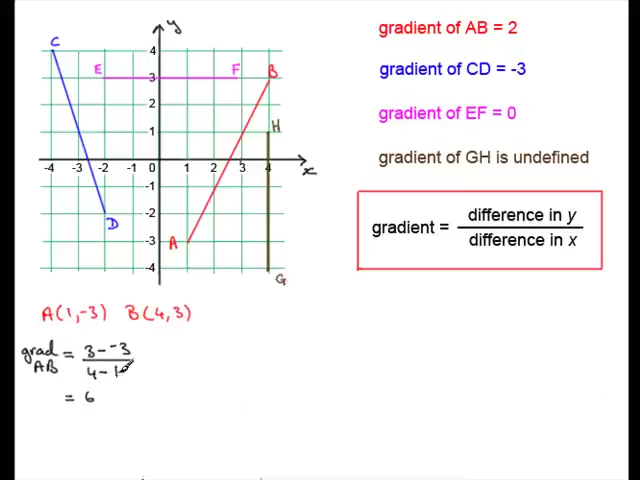 gradient of AB = 2
gradient of CD = -3
gradient of EF = 0
gradient of GH is undefined
gradient = difference in y
difference in x
y
C
4
E
3
F
B
2
1
H
-4 -3 -2 -1 0 1 2 3 4
x
-1
-2
D
-3
A
-4
G
A(1,-3) B(4,3)
grad AB = 3 - -3
4 - 1
= 6